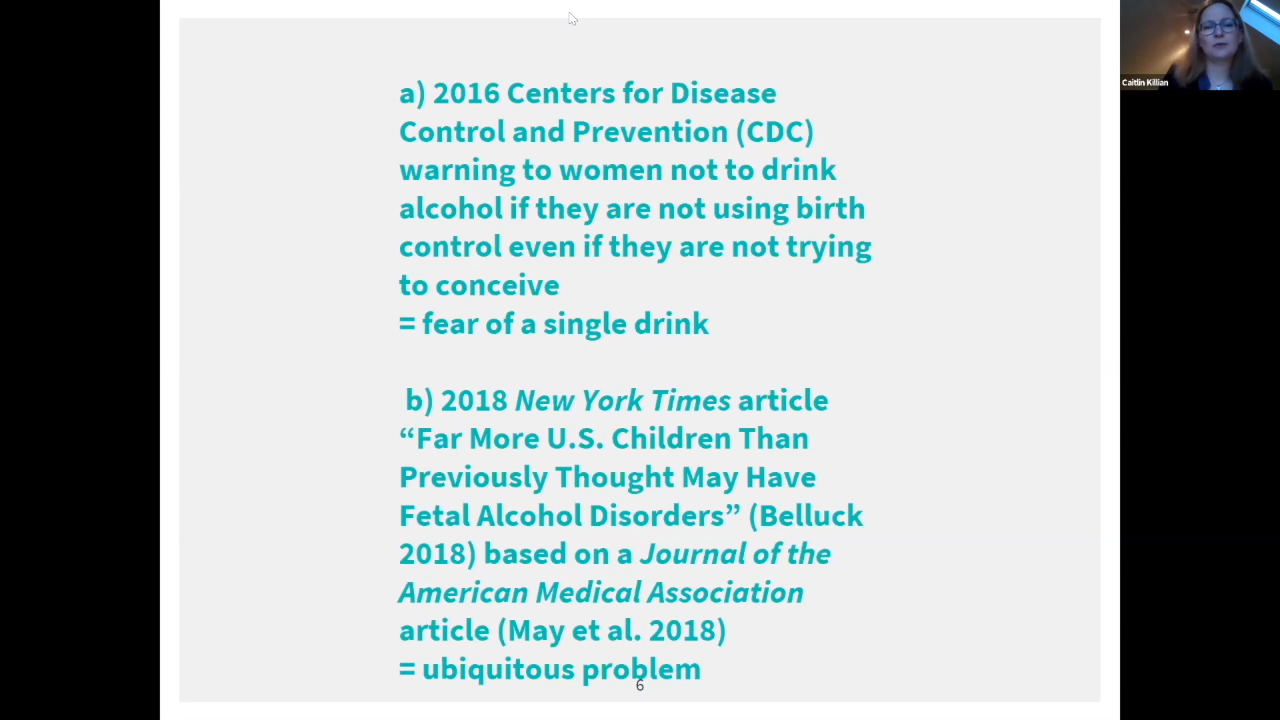 a) 2016 Centers for Disease
Control and Prevention (CDC)
warning to women not to drink
alcohol if they are not using birth
control even if they are not trying
to conceive
= fear of a single drink
b) 2018 New York Times article
“Far More U.S. Children Than
Previously Thought May Have
Fetal Alcohol Disorders” (Belluck
2018) based on a Journal of the
American Medical Association
article (May et al. 2018)
= ubiquitous problem
6
Caitlin Killian